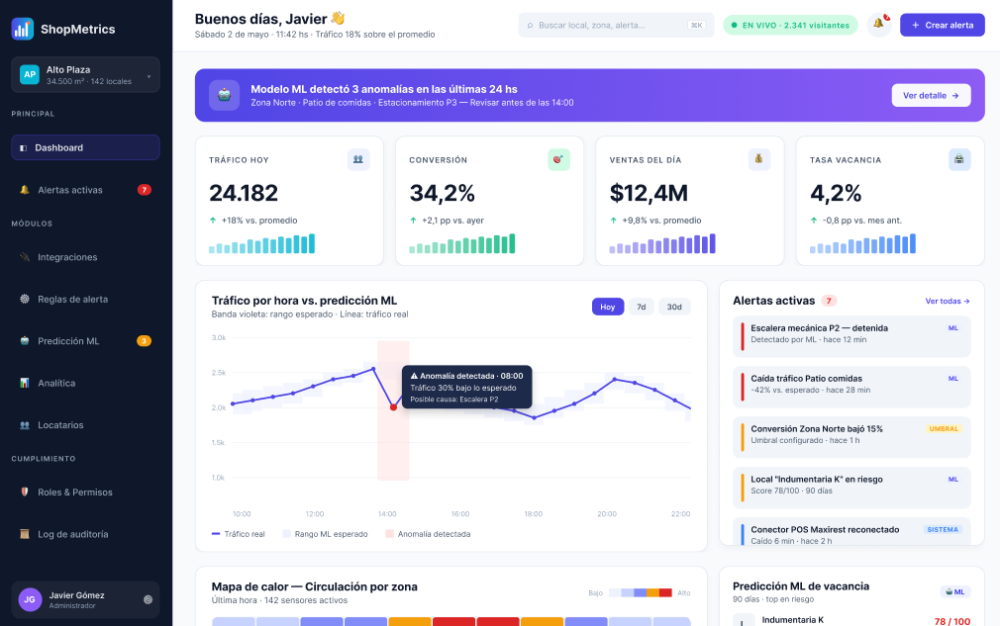 ShopMetrics
AP
Alto Plaza
34.500 m² · 142 locales
PRINCIPAL
Dashboard
Alertas activas
7
MÓDULOS
Integraciones
Reglas de alerta
Predicción ML
3
Analítica
Locatarios
CUMPLIMIENTO
Roles & Permisos
Log de auditoría
JG
Javier Gómez
Administrador
Buenos días, Javier 👋
Sábado 2 de mayo · 11:42 hs · Tráfico 18% sobre el promedio
Buscar local, zona, alerta...
⌘K
EN VIVO · 2.341 visitantes
+ Crear alerta
Modelo ML detectó 3 anomalías en las últimas 24 hs
Zona Norte · Patio de comidas · Estacionamiento P3 — Revisar antes de las 14:00
Ver detalle →
TRÁFICO HOY
24.182
↑ +18% vs. promedio
CONVERSIÓN
34,2%
↑ +2,1 pp vs. ayer
VENTAS DEL DÍA
$12,4M
↑ +9,8% vs. promedio
TASA VACANCIA
4,2%
↑ -0,8 pp vs. mes ant.
Tráfico por hora vs. predicción ML
Banda violeta: rango esperado · Línea: tráfico real
Hoy
7d
30d
3.0k
2.5k
2.0k
1.5k
1.0k
⚠ Anomalía detectada · 08:00
Tráfico 30% bajo lo esperado
Posible causa: Escalera P2
10:00
12:00
14:00
16:00
18:00
20:00
22:00
Tráfico real
Rango ML esperado
Anomalía detectada
Alertas activas
7
Ver todas →
Escalera mecánica P2 — detenida
ML
Detectado por ML · hace 12 min
Caída tráfico Patio comidas
ML
-42% vs. esperado · hace 28 min
Conversión Zona Norte bajó 15%
UMBRAL
Umbral configurado · hace 1 h
Local "Indumentaria K" en riesgo
ML
Score 78/100 · 90 días
Conector POS Maxirest reconectado
SISTEMA
Caído 6 min · hace 2 h
Mapa de calor — Circulación por zona
Última hora · 142 sensores activos
Bajo
Alto
Predicción ML de vacancia
90 días · top en riesgo
ML
Indumentaria K
78 / 100